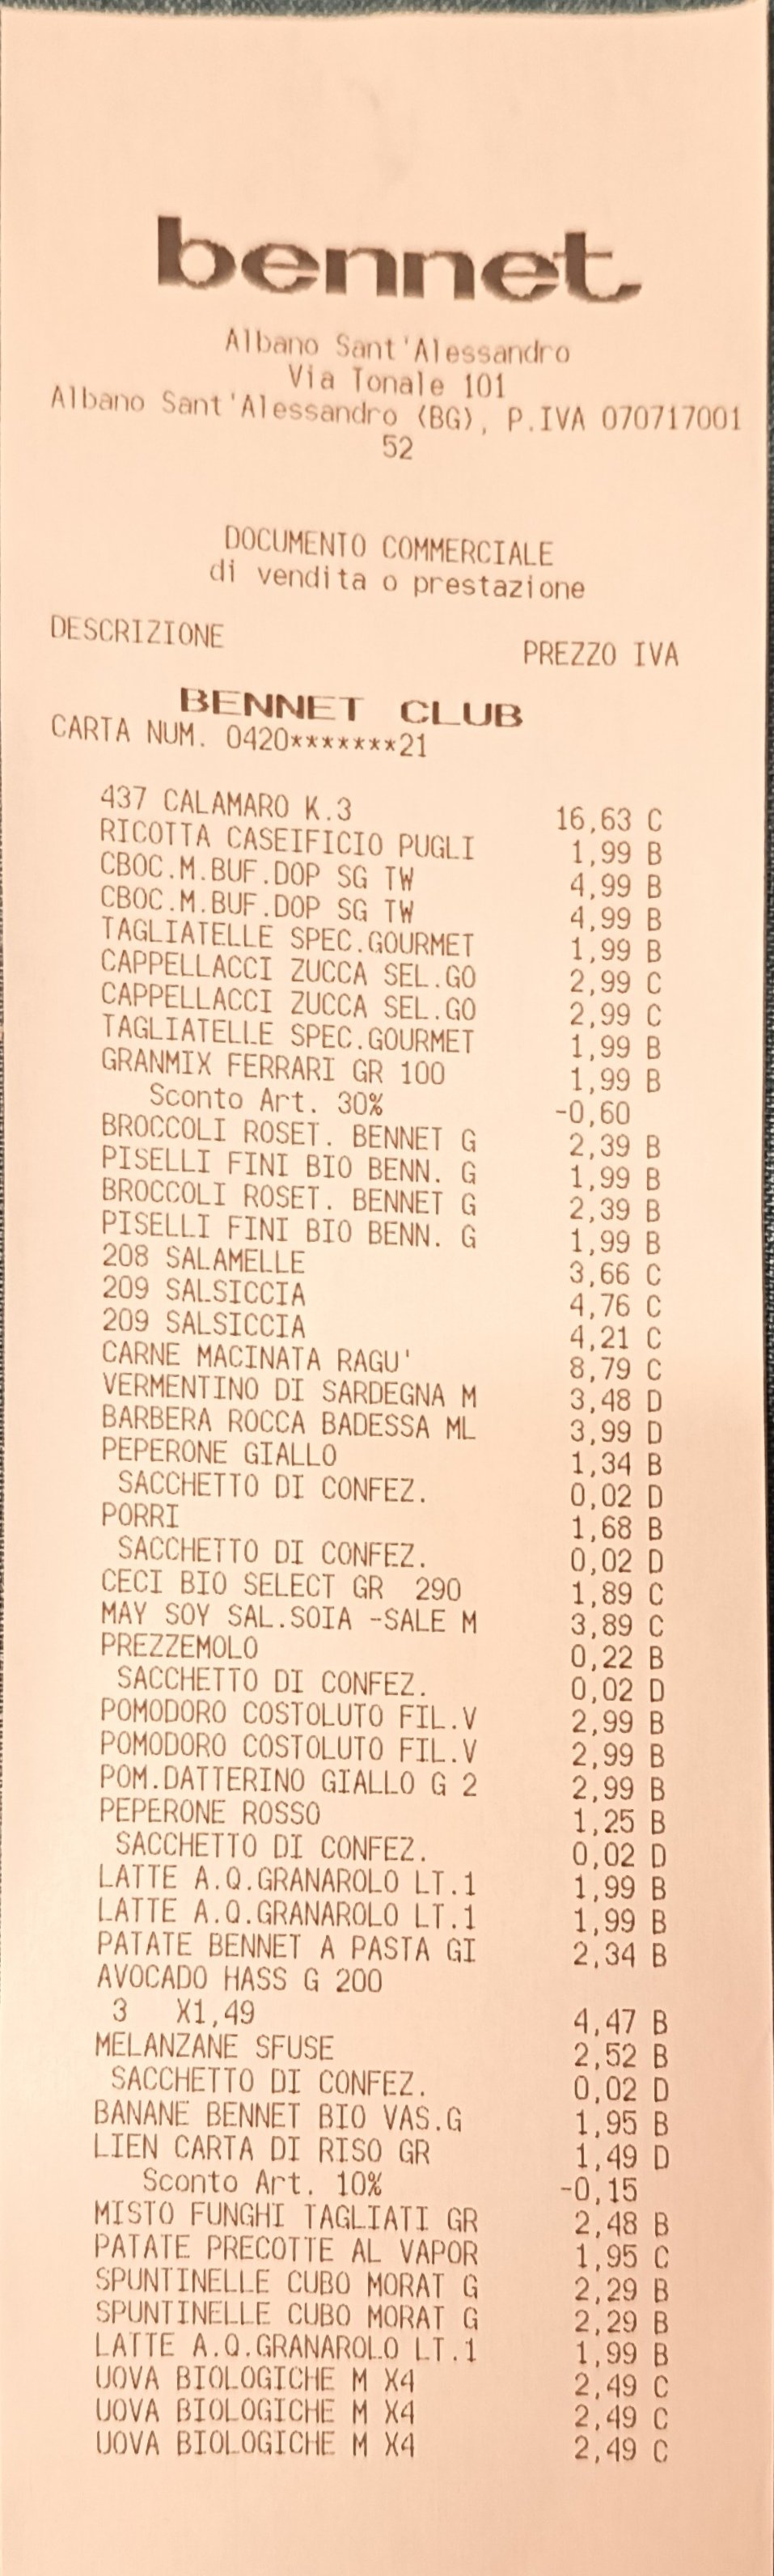 bennet
Albano Sant'Alessandro
Via Tonale 101
Albano Sant'Alessandro (BG), P.IVA 070717001
52
DOCUMENTO COMMERCIALE
di vendita o prestazione
DESCRIZIONE PREZZO IVA
BENNET CLUB
CARTA NUM. 0420*******21
437 CALAMARO K.3 16,63 C
RICOTTA CASEIFICIO PUGLI 1,99 B
CBOC.M.BUF.DOP SG TW 4,99 B
CBOC.M.BUF.DOP SG TW 4,99 B
TAGLIATELLE SPEC.GOURMET 1,99 B
CAPPELLACCI ZUCCA SEL.GO 2,99 C
CAPPELLACCI ZUCCA SEL.GO 2,99 C
TAGLIATELLE SPEC.GOURMET 1,99 B
GRANMIX FERRARI GR 100 1,99 B
Sconto Art. 30% -0,60
BROCCOLI ROSET. BENNET G 2,39 B
PISELLI FINI BIO BENN. G 1,99 B
BROCCOLI ROSET. BENNET G 2,39 B
PISELLI FINI BIO BENN. G 1,99 B
208 SALAMELLE 3,66 C
209 SALSICCIA 4,76 C
209 SALSICCIA 4,21 C
CARNE MACINATA RAGU' 8,79 C
VERMENTINO DI SARDEGNA M 3,48 D
BARBERA ROCCA BADESSA ML 3,99 D
PEPERONE GIALLO 1,34 B
SACCHETTO DI CONFEZ. 0,02 D
PORRI 1,68 B
SACCHETTO DI CONFEZ. 0,02 D
CECI BIO SELECT GR 290 1,89 C
MAY SOY SAL.SOIA -SALE M 3,89 C
PREZZEMOLO 0,22 B
SACCHETTO DI CONFEZ. 0,02 D
POMODORO COSTOLUTO FIL.V 2,99 B
POMODORO COSTOLUTO FIL.V 2,99 B
POM.DATTERINO GIALLO G 2 2,99 B
PEPERONE ROSSO 1,25 B
SACCHETTO DI CONFEZ. 0,02 D
LATTE A.Q.GRANAROLO LT.1 1,99 B
LATTE A.Q.GRANAROLO LT.1 1,99 B
PATATE BENNET A PASTA GI 2,34 B
AVOCADO HASS G 200
3 X1,49 4,47 B
MELANZANE SFUSE 2,52 B
SACCHETTO DI CONFEZ. 0,02 D
BANANE BENNET BIO VAS.G 1,95 B
LIEN CARTA DI RISO GR 1,49 D
Sconto Art. 10% -0,15
MISTO FUNGHI TAGLIATI GR 2,48 B
PATATE PRECOTTE AL VAPOR 1,95 C
SPUNTINELLE CUBO MORAT G 2,29 B
SPUNTINELLE CUBO MORAT G 2,29 B
LATTE A.Q.GRANAROLO LT.1 1,99 B
UOVA BIOLOGICHE M X4 2,49 C
UOVA BIOLOGICHE M X4 2,49 C
UOVA BIOLOGICHE M X4 2,49 C